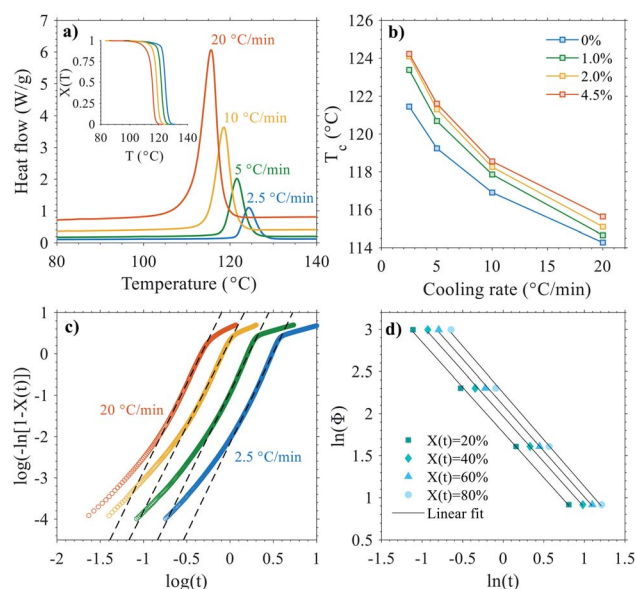 a)
20 °C/min
10 °C/min
5 °C/min
2.5 °C/min
Heat flow (W/g)
7
6
5
4
3
2
1
0
80
100
120
140
Temperature (°C)
X(T)
1
0.75
0.5
0.25
0
80
100
120
140
T (°C)
b)
0%
1.0%
2.0%
4.5%
Tc (°C)
126
124
122
120
118
116
114
0
5
10
15
20
Cooling rate (°C/min)
c)
20 °C/min
2.5 °C/min
log(-ln[1-X(t)])
1
0
-1
-2
-3
-4
-2
-1.5
-1
-0.5
0
0.5
1
log(t)
d)
X(t)=20%
X(t)=40%
X(t)=60%
X(t)=80%
Linear fit
ln(Φ)
3.5
3
2.5
2
1.5
1
0.5
-1.5
-1
-0.5
0
0.5
1
1.5
ln(t)